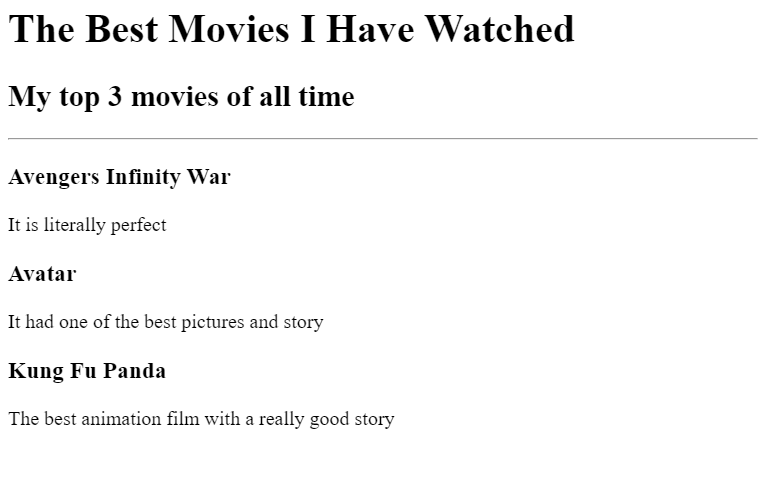 The Best Movies I Have Watched
My top 3 movies of all time
Avengers Infinity War
It is literally perfect
Avatar
It had one of the best pictures and story
Kung Fu Panda
The best animation film with a really good story